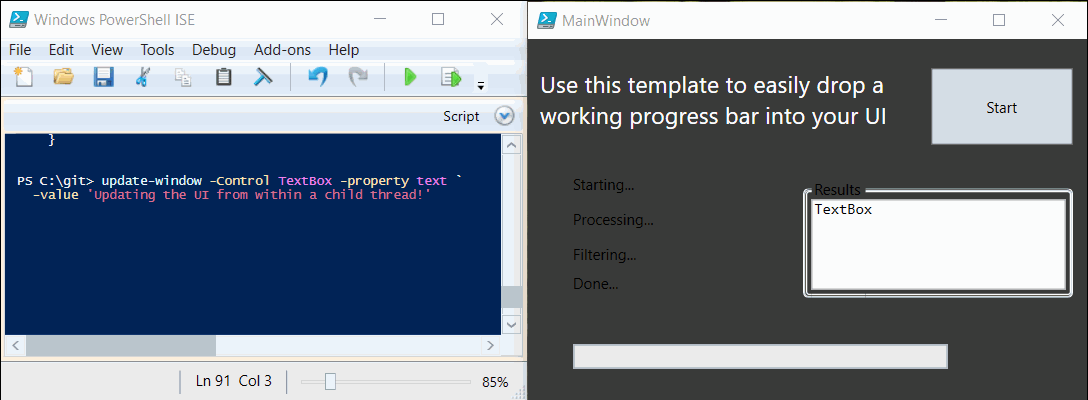 Windows PowerShell ISE
File Edit View Tools Debug Add-ons Help
Script
}
PS C:\git> update-window -Control TextBox -property text `
-value 'Updating the UI from within a child thread!'
Ln 91 Col 3
85%
MainWindow
Use this template to easily drop a
working progress bar into your UI
Start
Starting...
Processing...
Filtering...
Done...
Results
TextBox